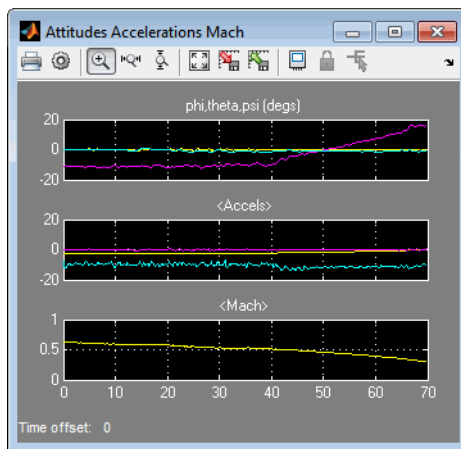 Attitudes Accelerations Mach
phi,theta,psi (degs)
20
0
-20
<Accels>
20
0
-20
<Mach>
1
0.5
0
0 10 20 30 40 50 60 70
Time offset: 0